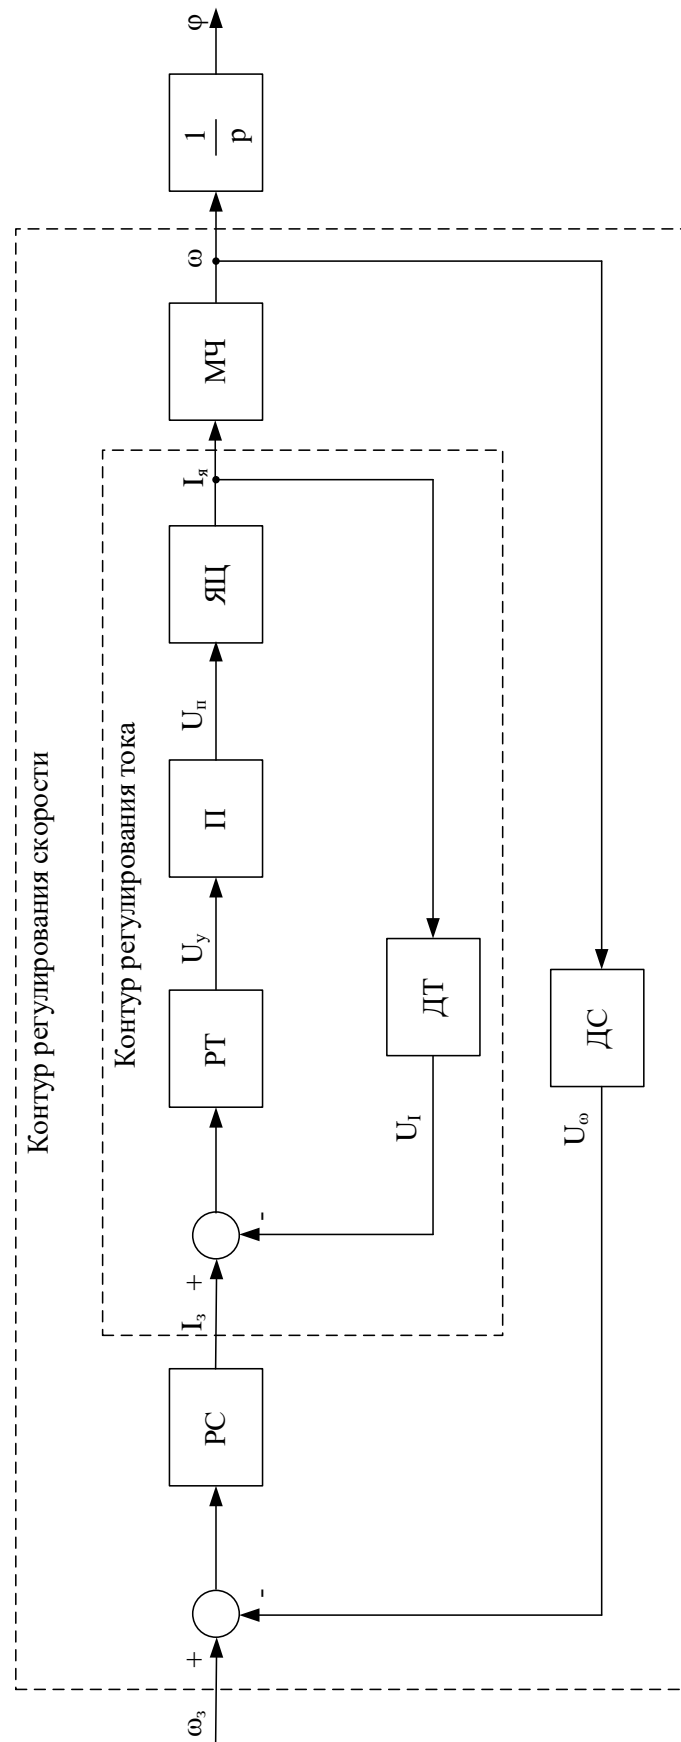 Контур регулирования скорости
Контур регулирования тока
ω₃
+
-
РС
I₃
+
-
РТ
Uу
П
Uп
ЯЦ
Iя
МЧ
ω
1
p
φ
ДТ
U_I
ДС
Uω